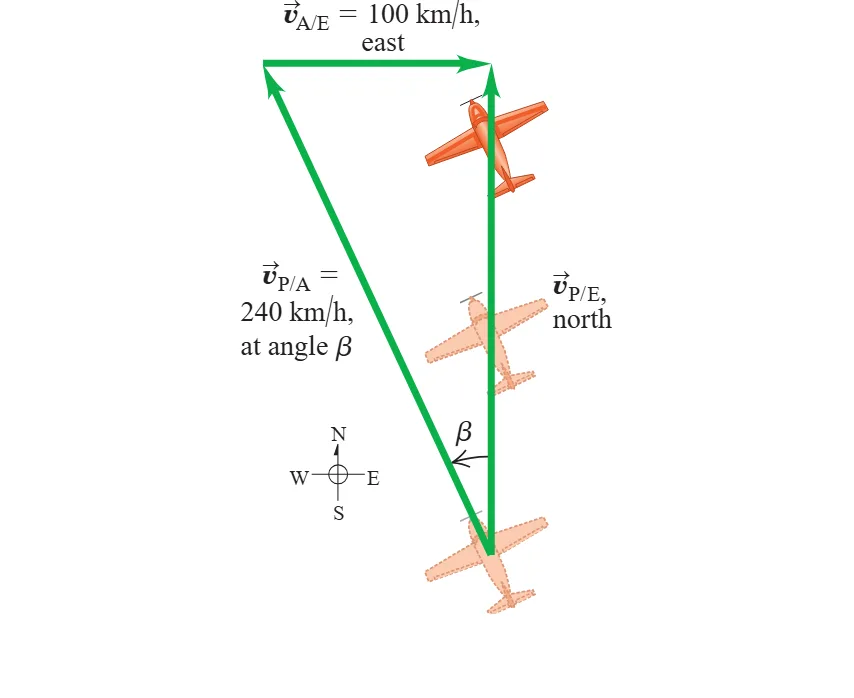 v⃗A/E = 100 km/h,
east
v⃗P/A =
240 km/h,
at angle β
v⃗P/E,
north
β
N
W E
S